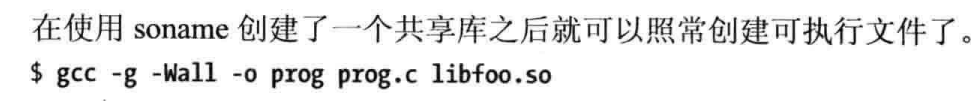 在使用 soname 创建了一个共享库之后就可以照常创建可执行文件了。
$ gcc -g -Wall -o prog prog.c libfoo.so